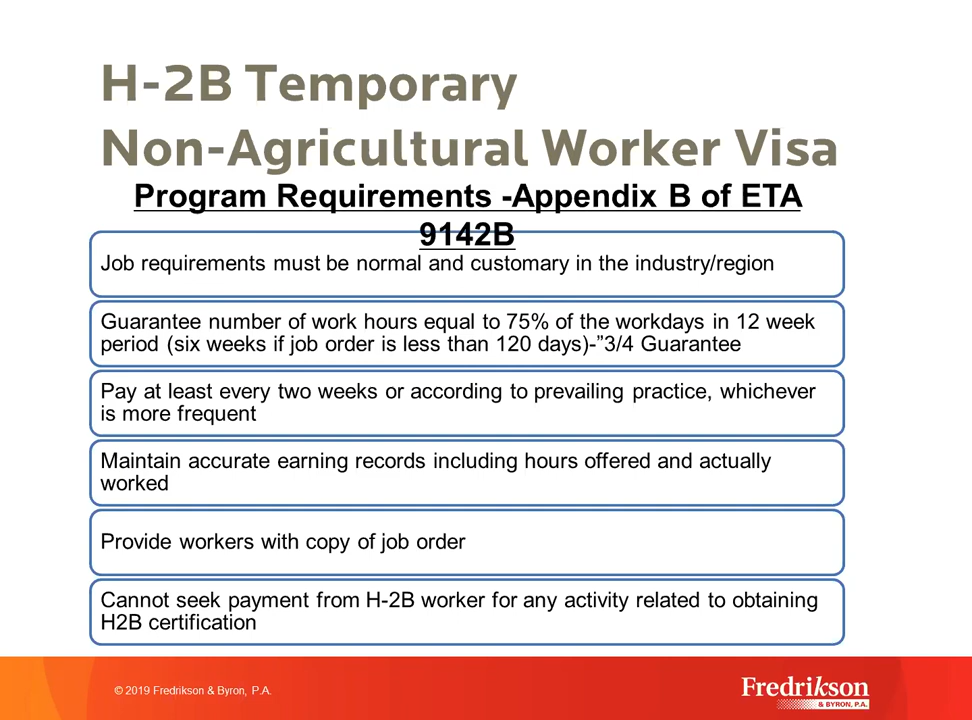 H-2B Temporary
Non-Agricultural Worker Visa
Program Requirements -Appendix B of ETA
9142B
Job requirements must be normal and customary in the industry/region
Guarantee number of work hours equal to 75% of the workdays in 12 week
period (six weeks if job order is less than 120 days)-”3/4 Guarantee
Pay at least every two weeks or according to prevailing practice, whichever
is more frequent
Maintain accurate earning records including hours offered and actually
worked
Provide workers with copy of job order
Cannot seek payment from H-2B worker for any activity related to obtaining
H2B certification
© 2019 Fredrikson & Byron, P.A.
Fredrikson
& BYRON, P.A.